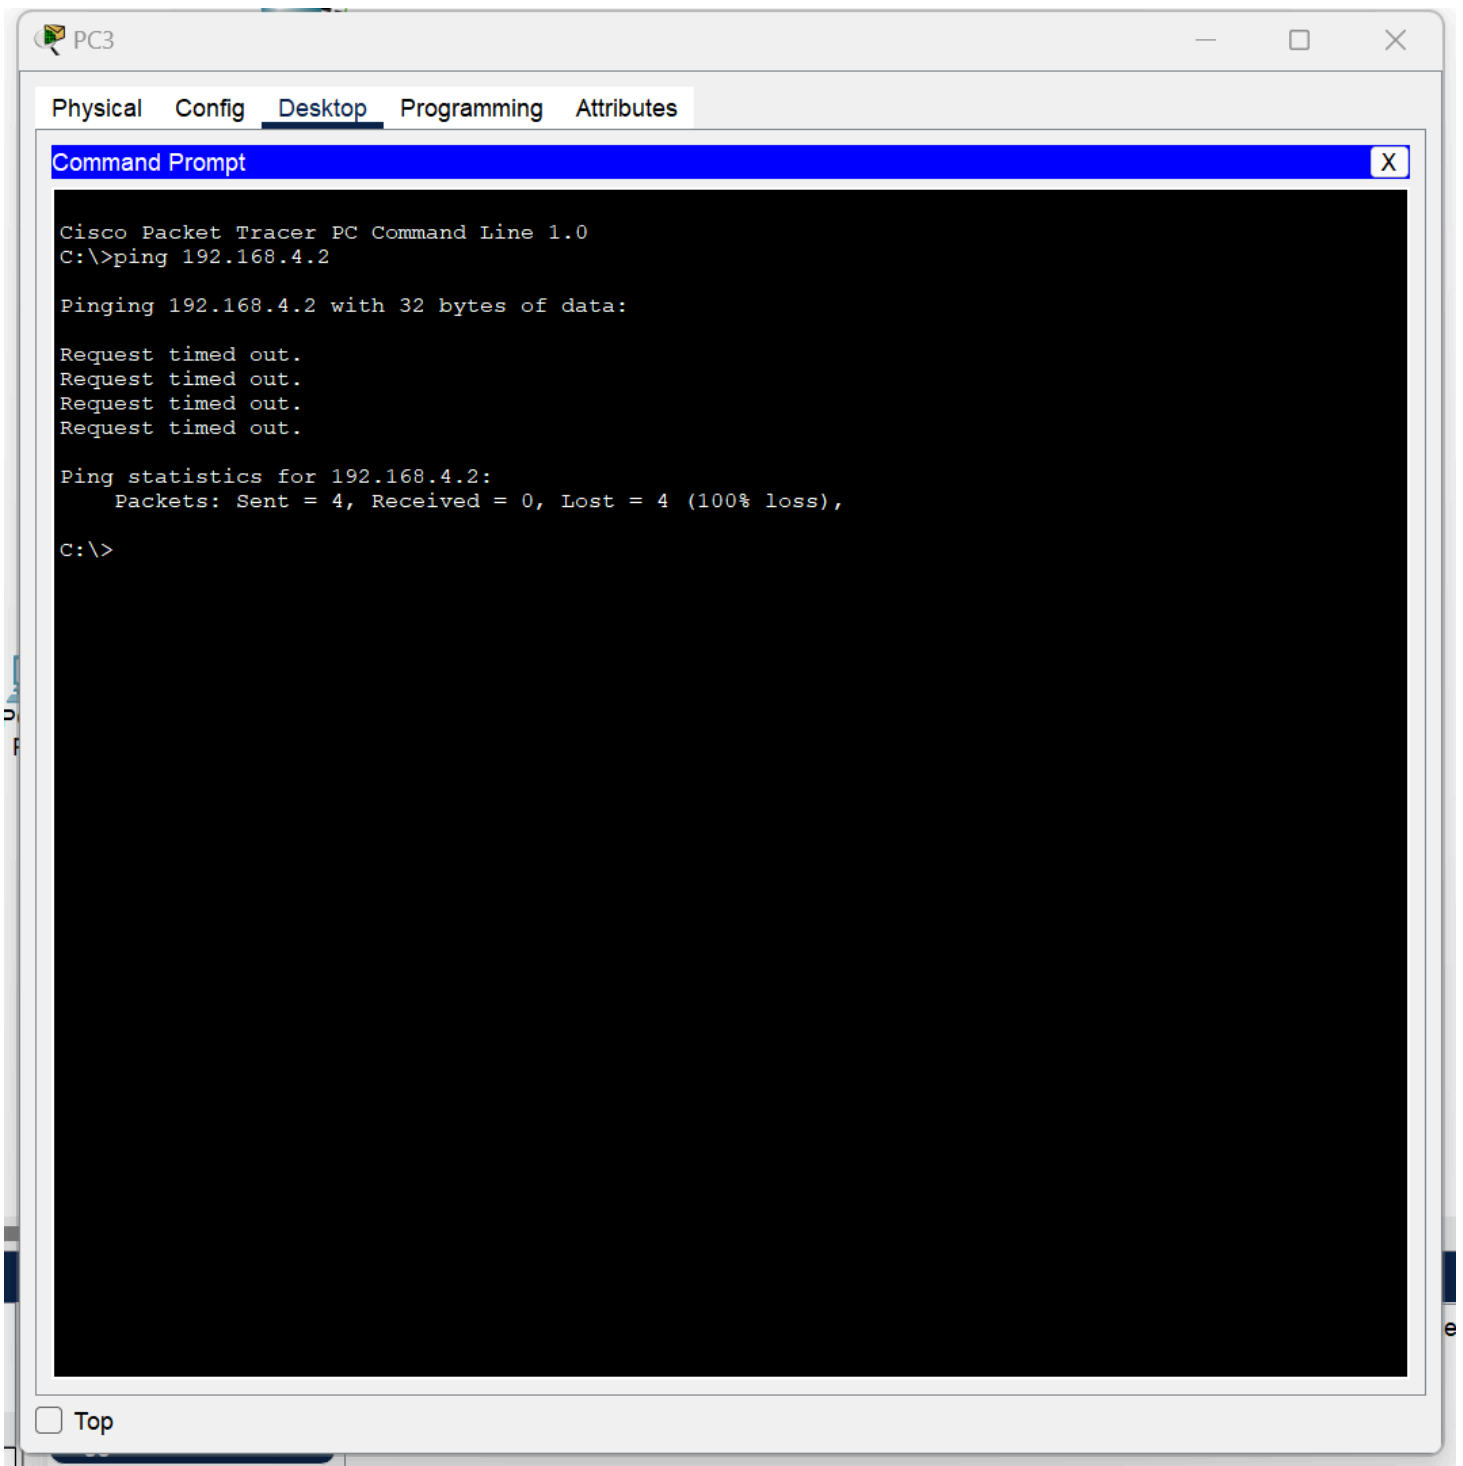 PC3
Physical Config Desktop Programming Attributes
Command Prompt X
Cisco Packet Tracer PC Command Line 1.0
C:\>ping 192.168.4.2
Pinging 192.168.4.2 with 32 bytes of data:
Request timed out.
Request timed out.
Request timed out.
Request timed out.
Ping statistics for 192.168.4.2:
Packets: Sent = 4, Received = 0, Lost = 4 (100% loss),
C:\>
Top